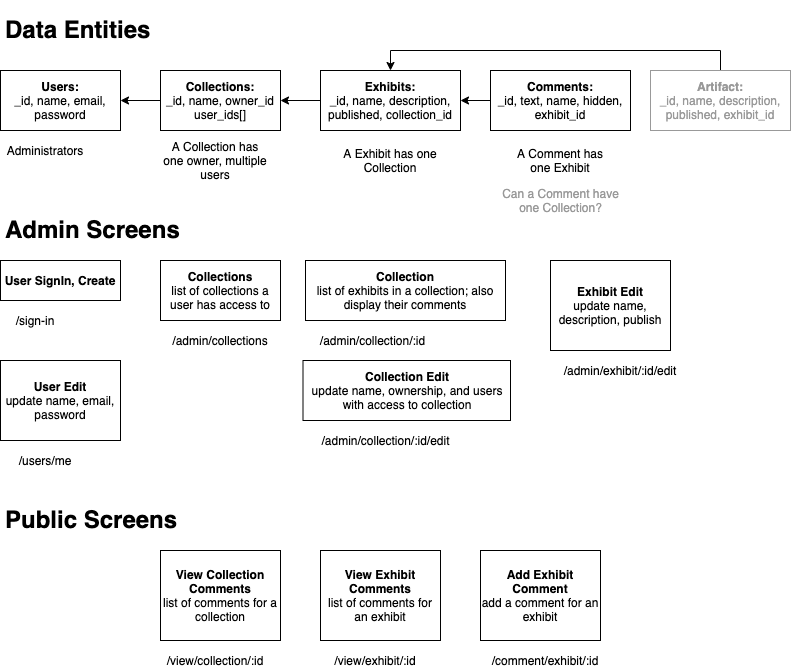 Data Entities
Users:
_id, name, email,
password
Collections:
_id, name, owner_id
user_ids[]
Exhibits:
_id, name, description,
published, collection_id
Comments:
_id, text, name, hidden,
exhibit_id
Artifact:
_id, name, description,
published, exhibit_id
Administrators
A Collection has
one owner, multiple
users
A Exhibit has one
Collection
A Comment has
one Exhibit
Can a Comment have
one Collection?
Admin Screens
User SignIn, Create
/sign-in
Collections
list of collections a
user has access to
/admin/collections
Collection
list of exhibits in a collection; also
display their comments
/admin/collection/:id
Exhibit Edit
update name,
description, publish
/admin/exhibit/:id/edit
User Edit
update name, email,
password
/users/me
Collection Edit
update name, ownership, and users
with access to collection
/admin/collection/:id/edit
Public Screens
View Collection
Comments
list of comments for a
collection
/view/collection/:id
View Exhibit
Comments
list of comments for
an exhibit
/view/exhibit/:id
Add Exhibit
Comment
add a comment for an
exhibit
/comment/exhibit/:id